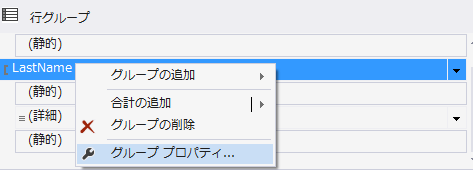 行グループ
(静的)
LastName
グループの追加
(静的)
合計の追加
(詳細)
グループの削除
(静的)
グループ プロパティ...